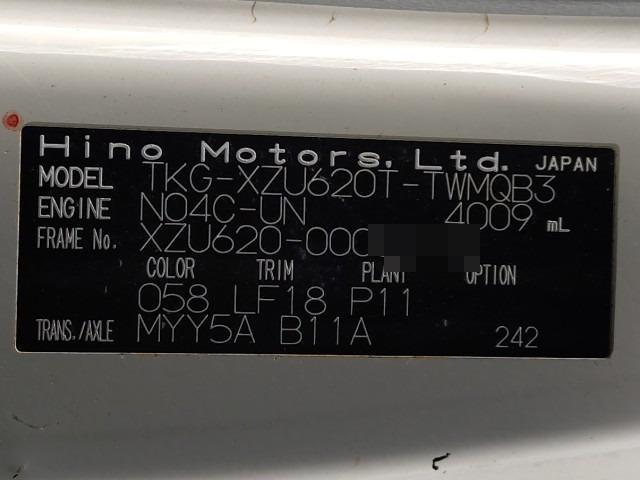 Hino Motors, Ltd. JAPAN
MODEL TKG-XZU620T-TWMQB3
ENGINE N04C-UN 4009 mL
FRAME No. XZU620-000
COLOR TRIM PLANT OPTION
058 LF18 P11
TRANS./AXLE MYY5A B11A 242